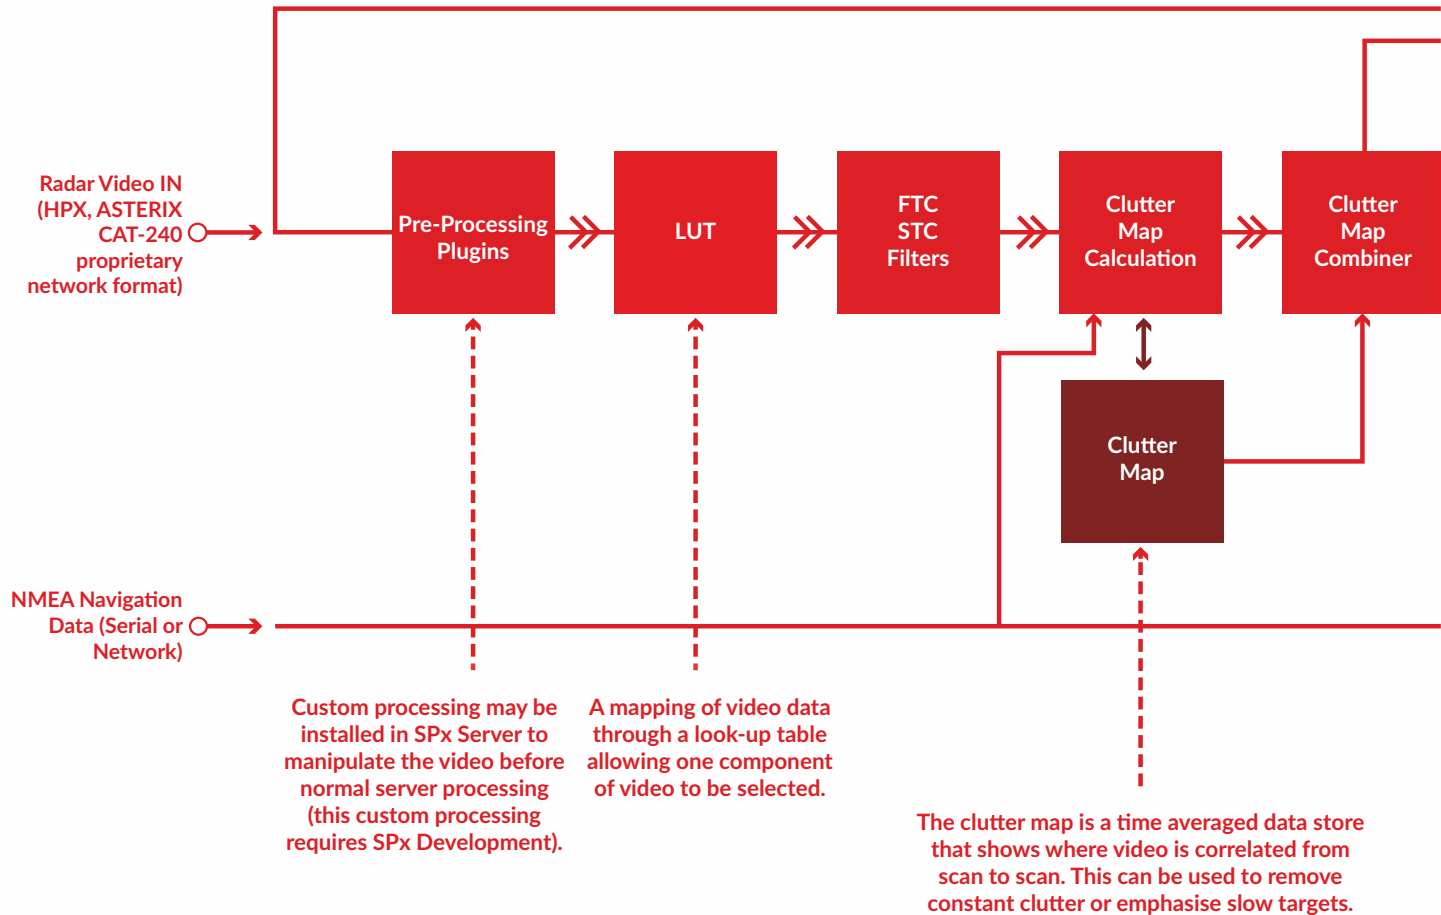 Radar Video IN
(HPX, ASTERIX
CAT-240
proprietary
network format)
Pre-Processing
Plugins
LUT
FTC
STC
Filters
Clutter
Map
Calculation
Clutter
Map
Combiner
Clutter
Map
NMEA Navigation
Data (Serial or
Network)
Custom processing may be
installed in SPx Server to
manipulate the video before
normal server processing
(this custom processing
requires SPx Development).
A mapping of video data
through a look-up table
allowing one component
of video to be selected.
The clutter map is a time averaged data store
that shows where video is correlated from
scan to scan. This can be used to remove
constant clutter or emphasise slow targets.